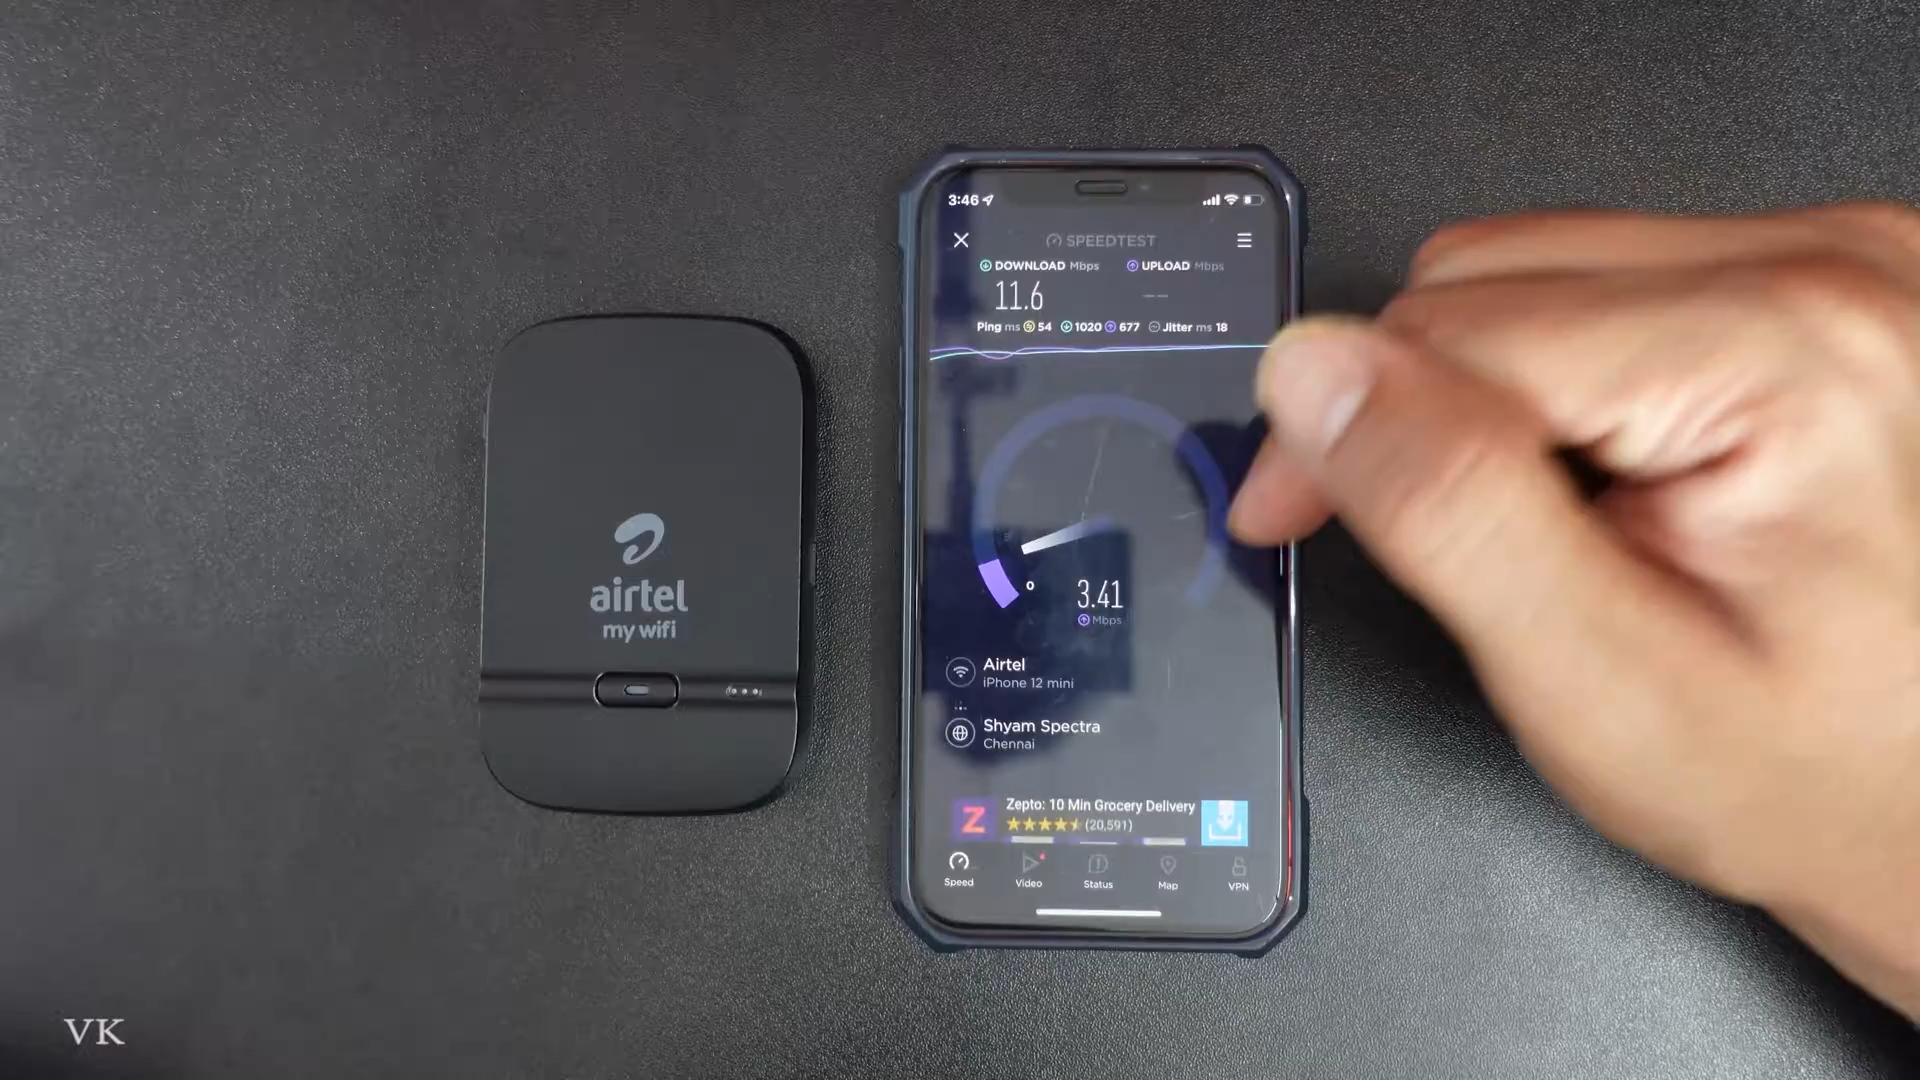 airtel
my wifi
3:46
SPEEDTEST
DOWNLOAD Mbps
UPLOAD Mbps
11.6
Ping ms 54 1020 677 Jitter ms 18
0
3.41
Mbps
Airtel
iPhone 12 mini
Shyam Spectra
Chennai
Zepto: 10 Min Grocery Delivery
(20,591)
Z
Speed
Video
Status
Map
VPN
VK